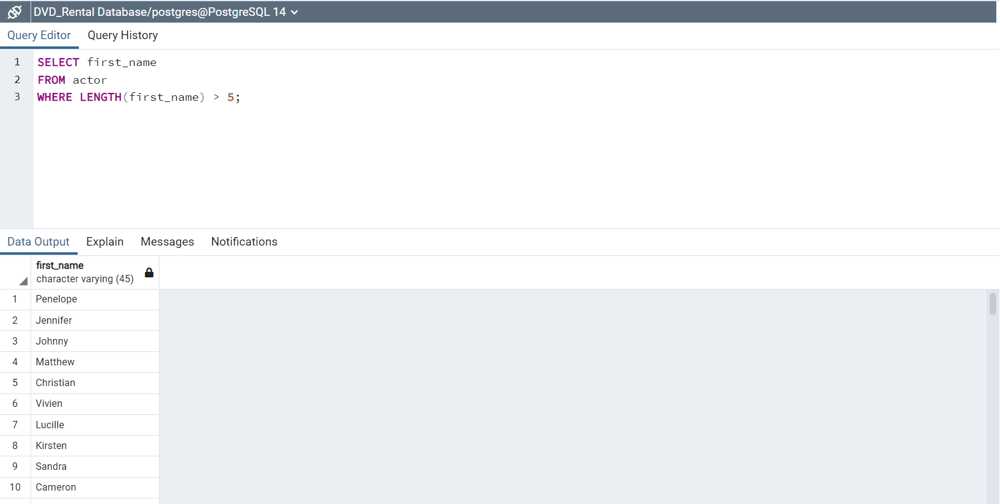 DVD_Rental Database/postgres@PostgreSQL 14
Query Editor Query History
1 SELECT first_name
2 FROM actor
3 WHERE LENGTH(first_name) > 5;
Data Output Explain Messages Notifications
first_name
character varying (45)
1 Penelope
2 Jennifer
3 Johnny
4 Matthew
5 Christian
6 Vivien
7 Lucille
8 Kirsten
9 Sandra
10 Cameron